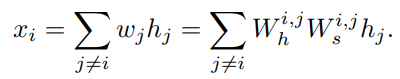 $x_i = \sum_{j \neq i} w_j h_j = \sum_{j \neq i} W_h^{i,j} W_s^{i,j} h_j.$